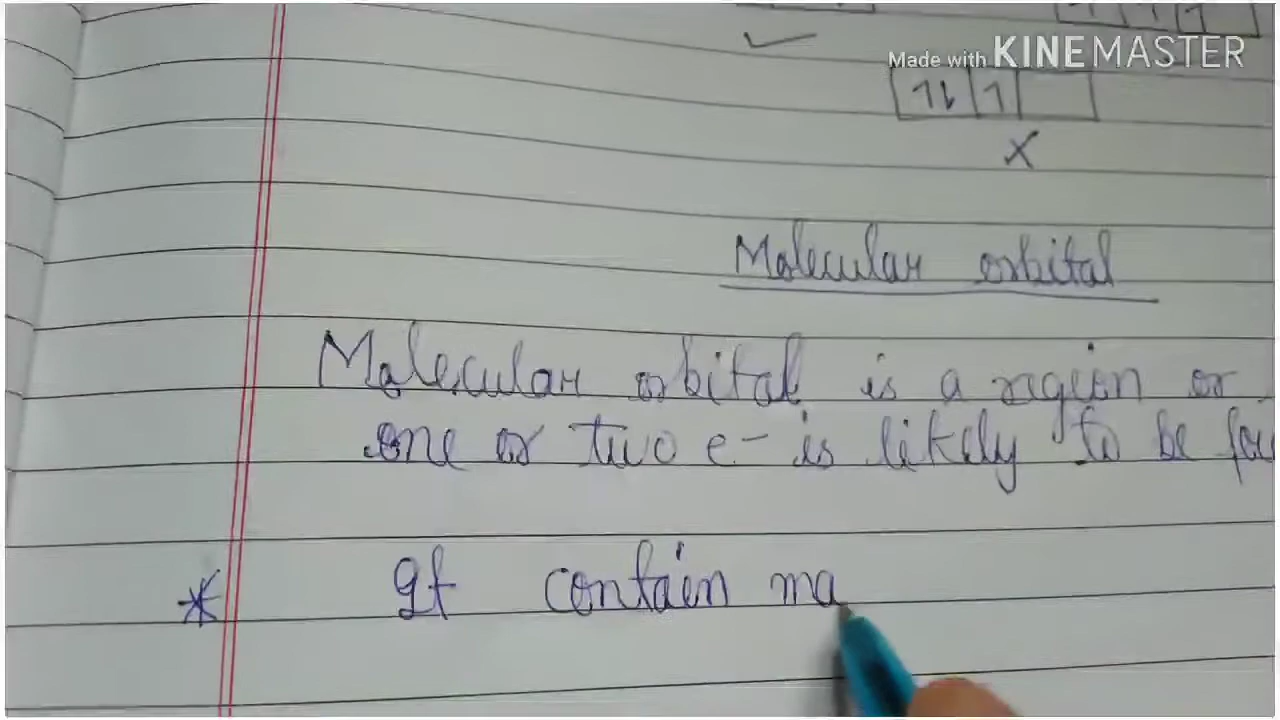 Made with KINEMASTER
Molecular orbital
Molecular orbital is a region or
one or two e- is likely to be
It contain ma